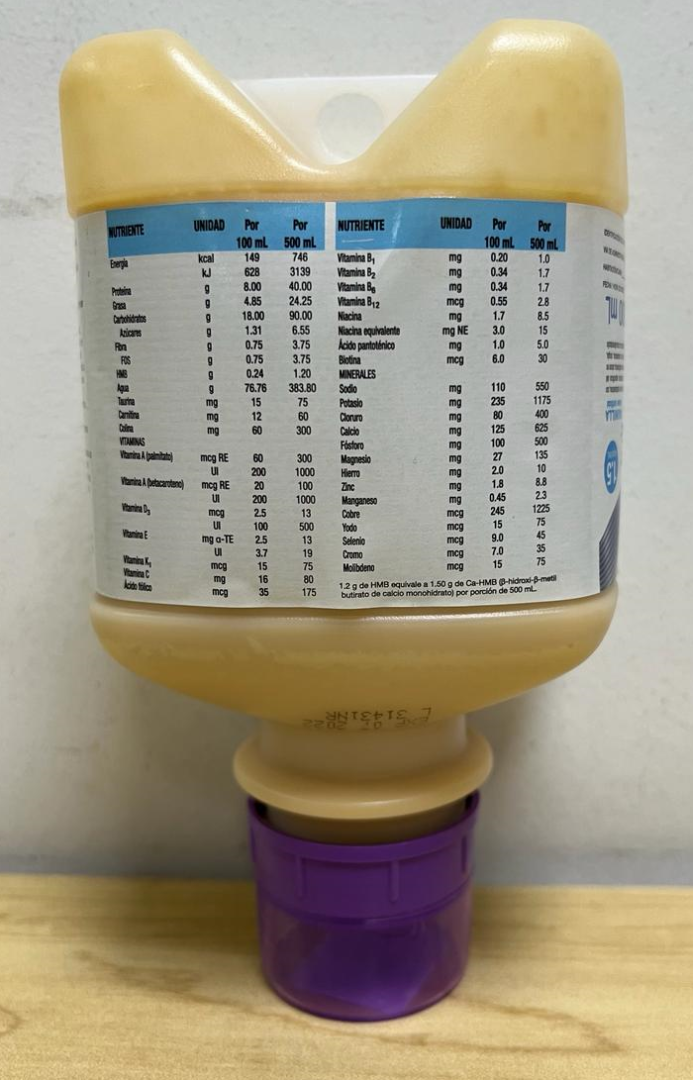 NUTRIENTE UNIDAD Por 100 mL Por 500 mL
Energía kcal 149 746
kJ 628 3139
Proteína g 8.00 40.00
Grasa g 4.85 24.25
Carbohidratos g 18.00 90.00
Azúcares g 1.31 6.55
Fibra g 0.75 3.75
FOS g 0.75 3.75
HMB g 0.24 1.20
Agua g 76.76 383.80
Taurina mg 15 75
Carnitina mg 12 60
Colina mg 60 300
VITAMINAS
Vitamina A (palmitato) mcg RE 60 300
UI 200 1000
Vitamina A (betacaroteno) mcg RE 20 100
UI 200 1000
Vitamina D₃ mcg 2.5 13
UI 100 500
Vitamina E mg α-TE 2.5 13
UI 3.7 19
Vitamina K₁ mcg 15 75
Vitamina C mg 16 80
Ácido fólico mcg 35 175
NUTRIENTE UNIDAD Por 100 mL Por 500 mL
Vitamina B₁ mg 0.20 1.0
Vitamina B₂ mg 0.34 1.7
Vitamina B₆ mg 0.34 1.7
Vitamina B₁₂ mcg 0.55 2.8
Niacina mg 1.7 8.5
Niacina equivalente mg NE 3.0 15
Ácido pantoténico mg 1.0 5.0
Biotina mcg 6.0 30
MINERALES
Sodio mg 110 550
Potasio mg 235 1175
Cloruro mg 80 400
Calcio mg 125 625
Fósforo mg 100 500
Magnesio mg 27 135
Hierro mg 2.0 10
Zinc mg 1.8 8.8
Manganeso mg 0.45 2.3
Cobre mcg 245 1225
Yodo mcg 15 75
Selenio mcg 9.0 45
Cromo mcg 7.0 35
Molibdeno mcg 15 75
1.2 g de HMB equivale a 1.50 g de Ca-HMB (β-hidroxi-β-metil
butirato de calcio monohidrato) por porción de 500 mL.
1.5
L 31431NR